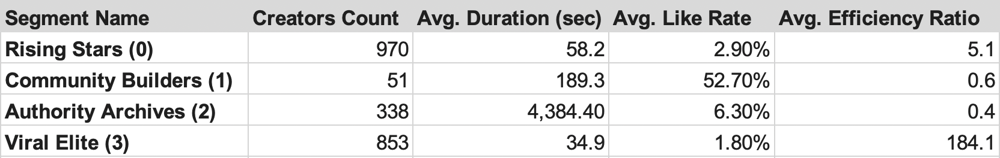 Segment Name Creators Count Avg. Duration (sec) Avg. Like Rate Avg. Efficiency Ratio
Rising Stars (0) 970 58.2 2.90% 5.1
Community Builders (1) 51 189.3 52.70% 0.6
Authority Archives (2) 338 4,384.40 6.30% 0.4
Viral Elite (3) 853 34.9 1.80% 184.1